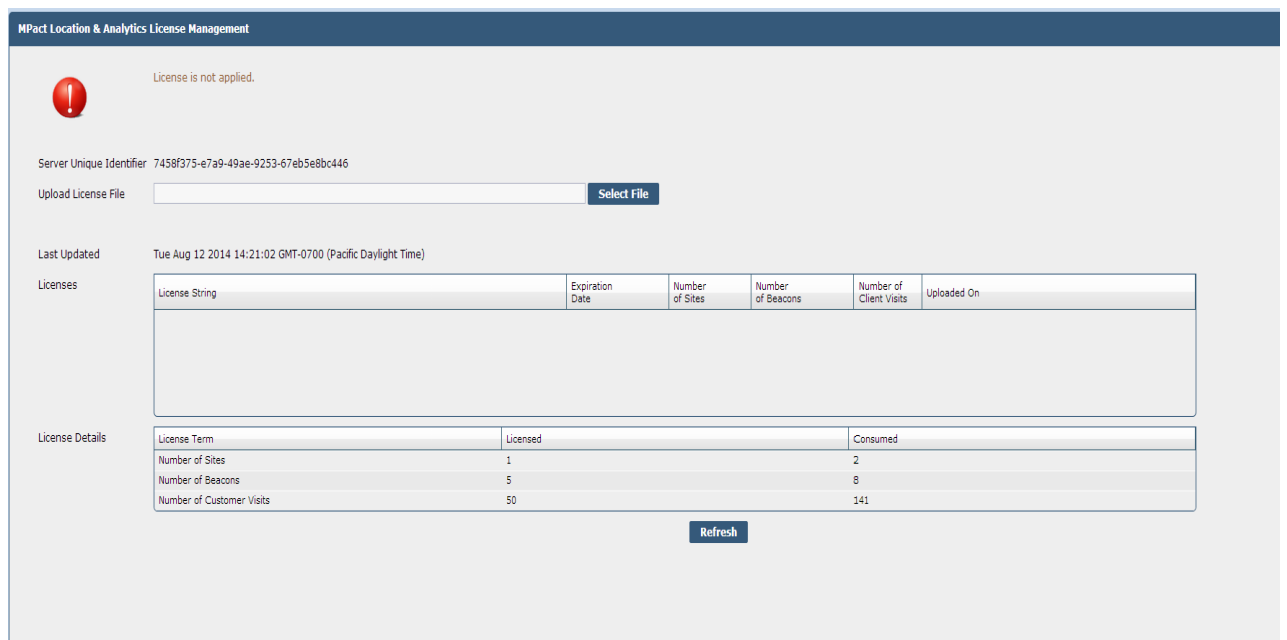 MPact Location & Analytics License Management
License is not applied.
Server Unique Identifier 7458f375-e7a9-49ae-9253-67eb5e8bc446
Upload License File Select File
Last Updated Tue Aug 12 2014 14:21:02 GMT-0700 (Pacific Daylight Time)
Licenses
License String Expiration Date Number of Sites Number of Beacons Number of Client Visits Uploaded On
License Details
License Term Licensed Consumed
Number of Sites 1 2
Number of Beacons 5 8
Number of Customer Visits 50 141
Refresh